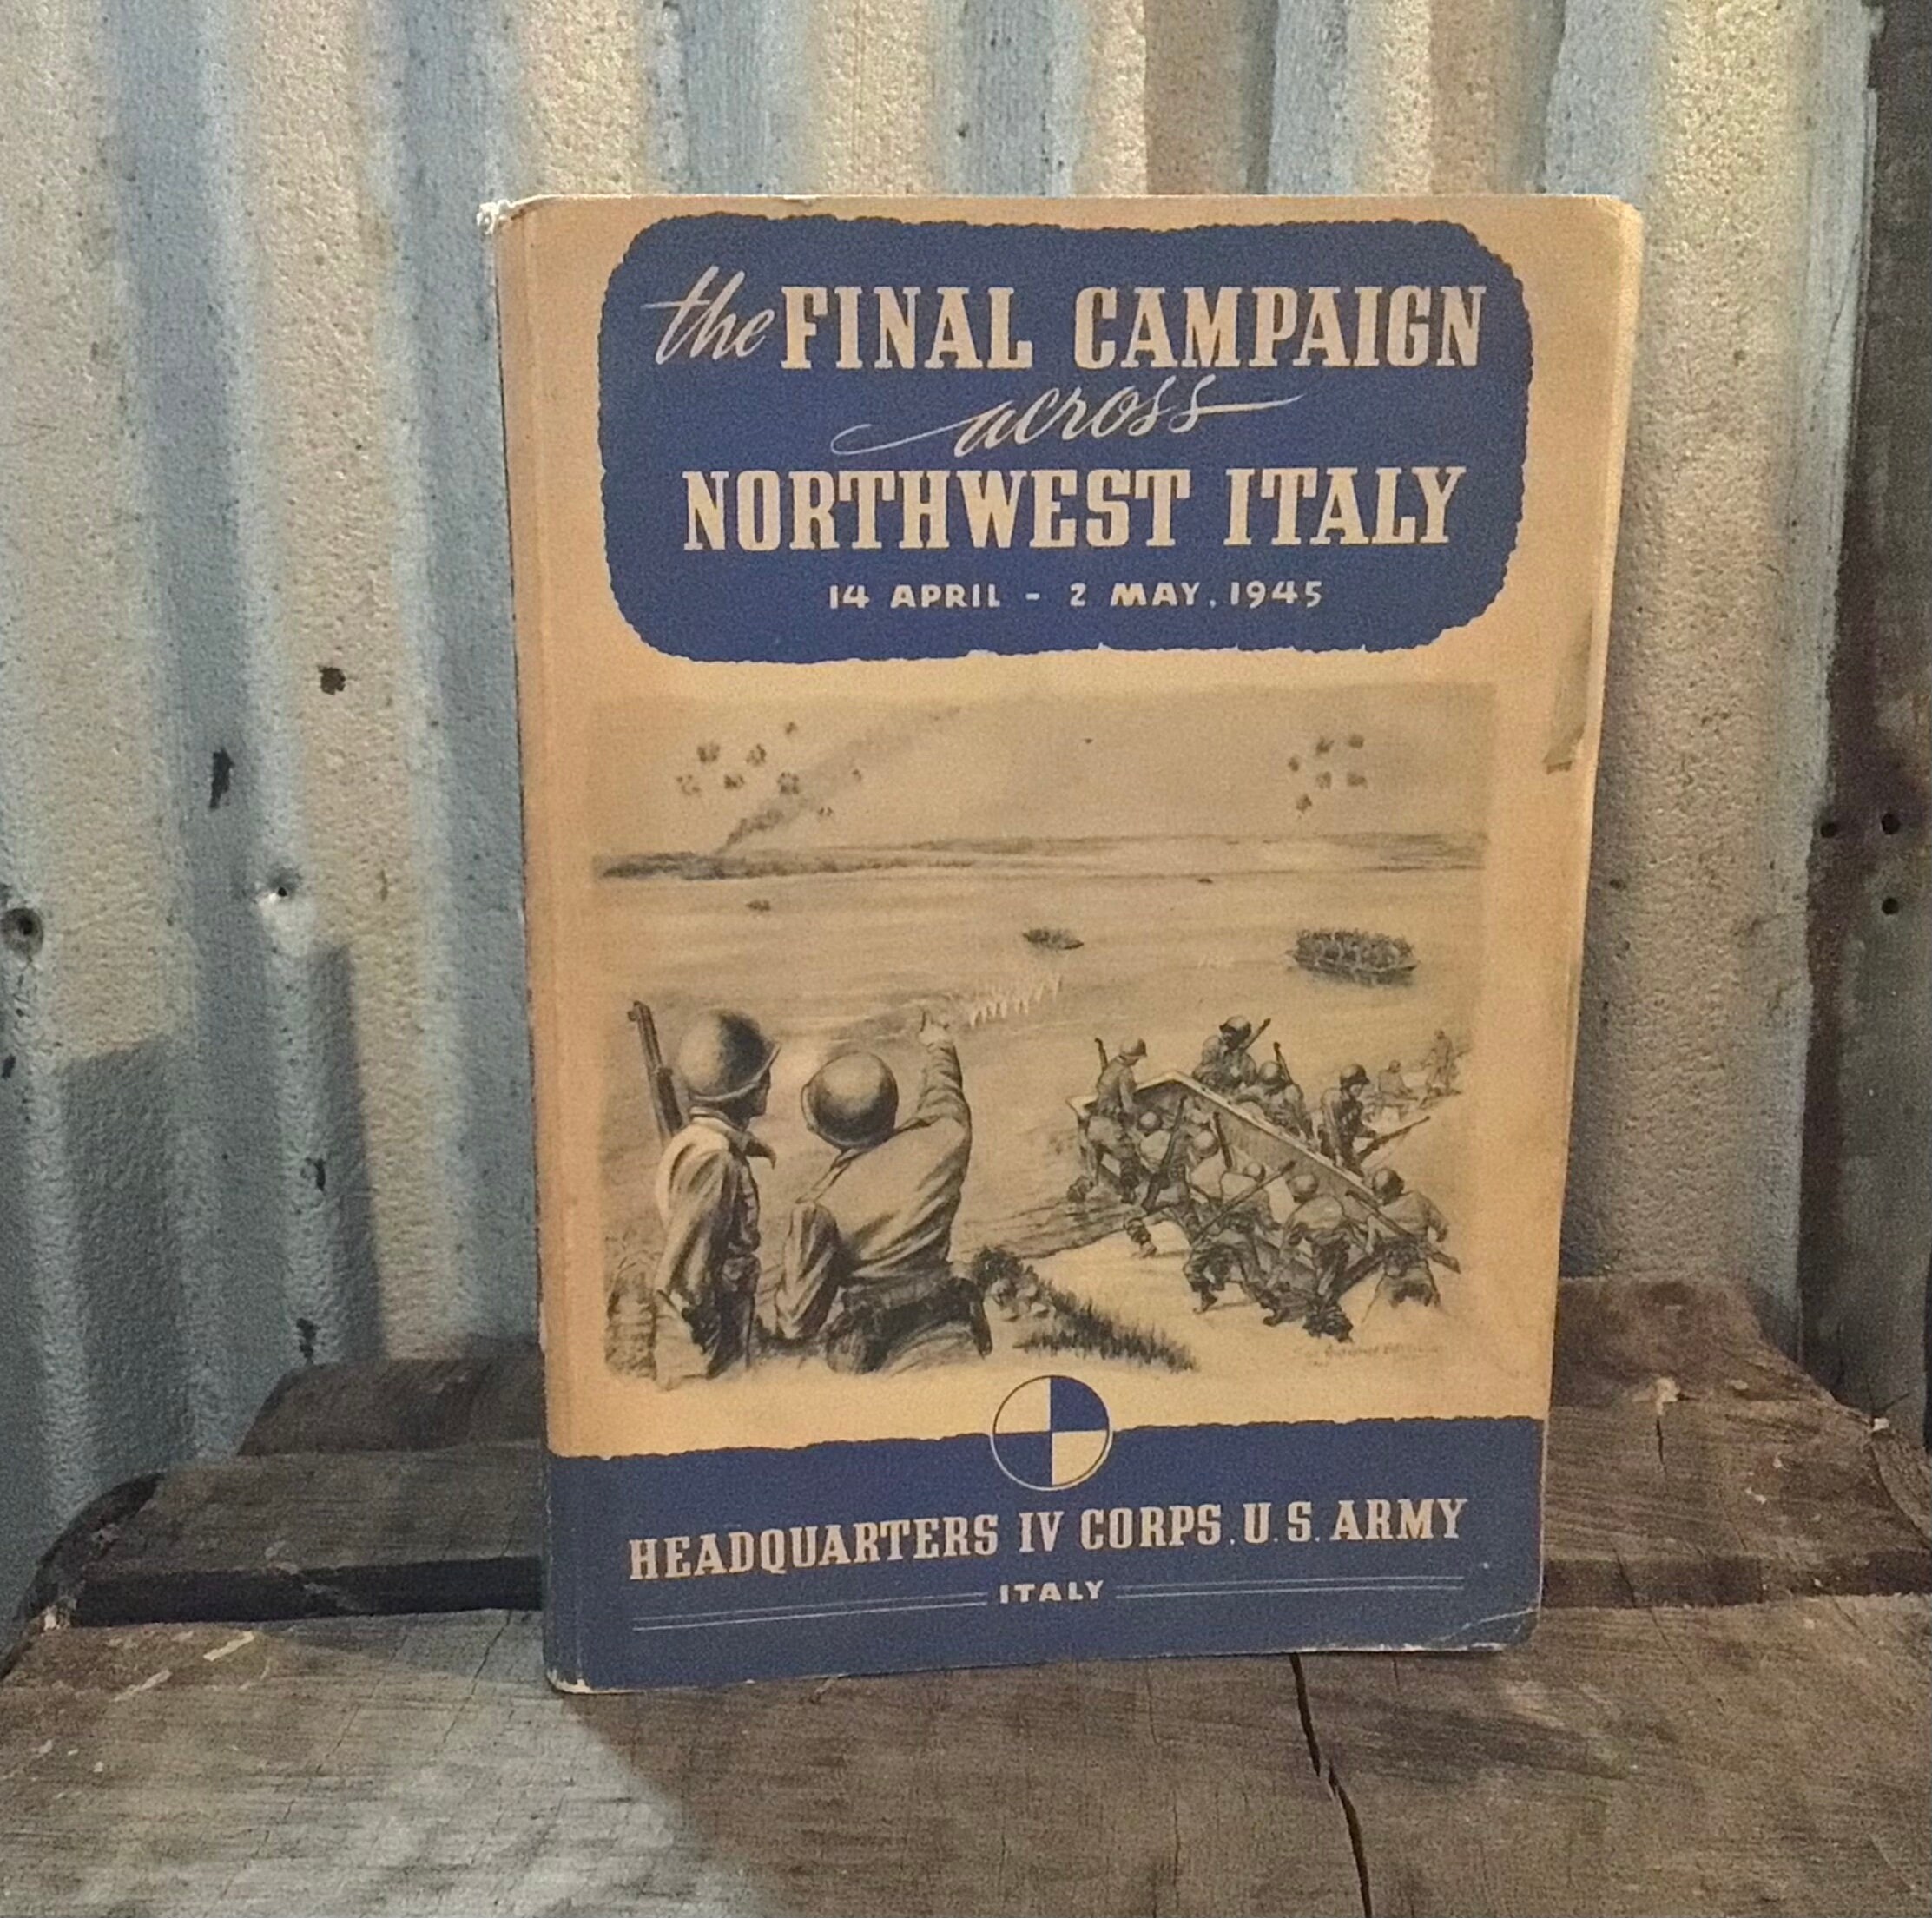 the FINAL CAMPAIGN
across
NORTHWEST ITALY
14 APRIL - 2 MAY, 1945
HEADQUARTERS IV CORPS, U.S. ARMY
ITALY